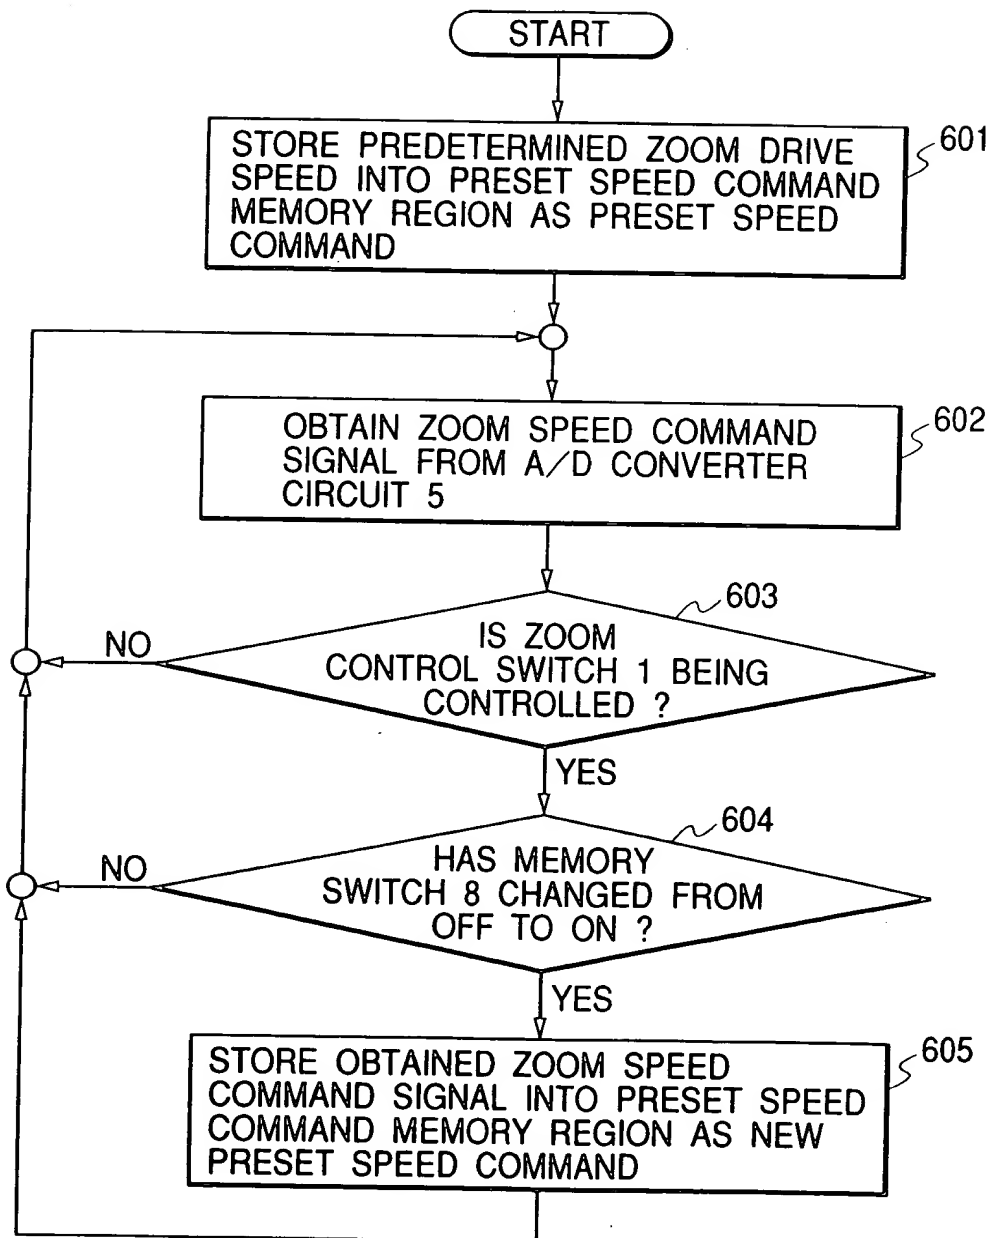 START
STORE PREDETERMINED ZOOM DRIVE
SPEED INTO PRESET SPEED COMMAND
MEMORY REGION AS PRESET SPEED
COMMAND
601
OBTAIN ZOOM SPEED COMMAND
SIGNAL FROM A/D CONVERTER
CIRCUIT 5
602
603
IS ZOOM
CONTROL SWITCH 1 BEING
CONTROLLED ?
NO
YES
604
HAS MEMORY
SWITCH 8 CHANGED FROM
OFF TO ON ?
NO
YES
605
STORE OBTAINED ZOOM SPEED
COMMAND SIGNAL INTO PRESET SPEED
COMMAND MEMORY REGION AS NEW
PRESET SPEED COMMAND